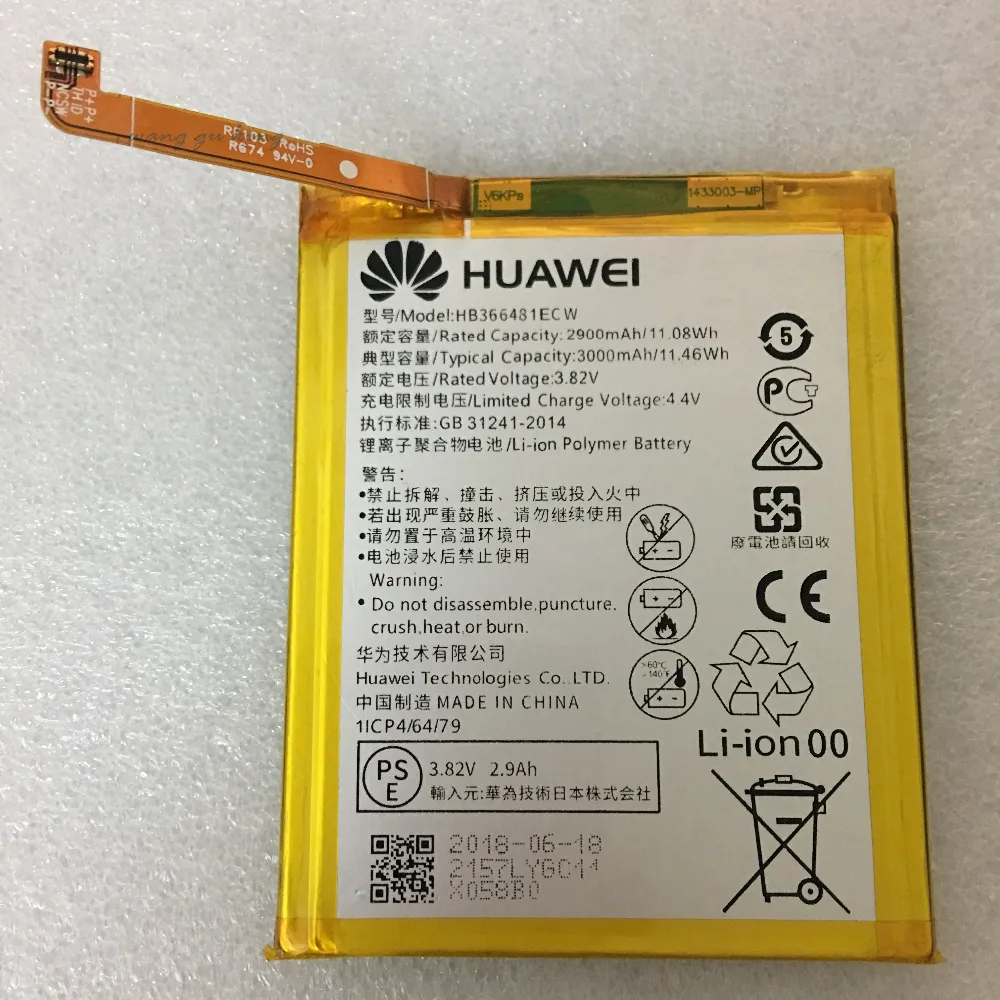 P+P+
TH ID
NC SW
P- P-
RF103 RoHS
R674 94V-0
V6KPs
1433003-MP
HUAWEI
型号/Model:HB366481ECW
额定容量/Rated Capacity:2900mAh/11.08Wh
典型容量/Typical Capacity:3000mAh/11.46Wh
额定电压/Rated Voltage:3.82V
充电限制电压/Limited Charge Voltage:4.4V
执行标准:GB 31241-2014
锂离子聚合物电池/Li-ion Polymer Battery
5
PCT
警告:
•禁止拆解、撞击、挤压或投入火中
•若出现严重鼓胀、请勿继续使用
•请勿置于高温环境中
•电池浸水后禁止使用
廢電池請回收
Warning:
• Do not disassemble,puncture,
crush,heat,or burn.
>60℃
~140℉
CE
华为技术有限公司
Huawei Technologies Co.,LTD.
中国制造 MADE IN CHINA
1ICP4/64/79
Li-ion 00
PS
E
3.82V 2.9Ah
輸入元:華為技術日本株式会社
2018-06-18
2157LYGC14
X058B0